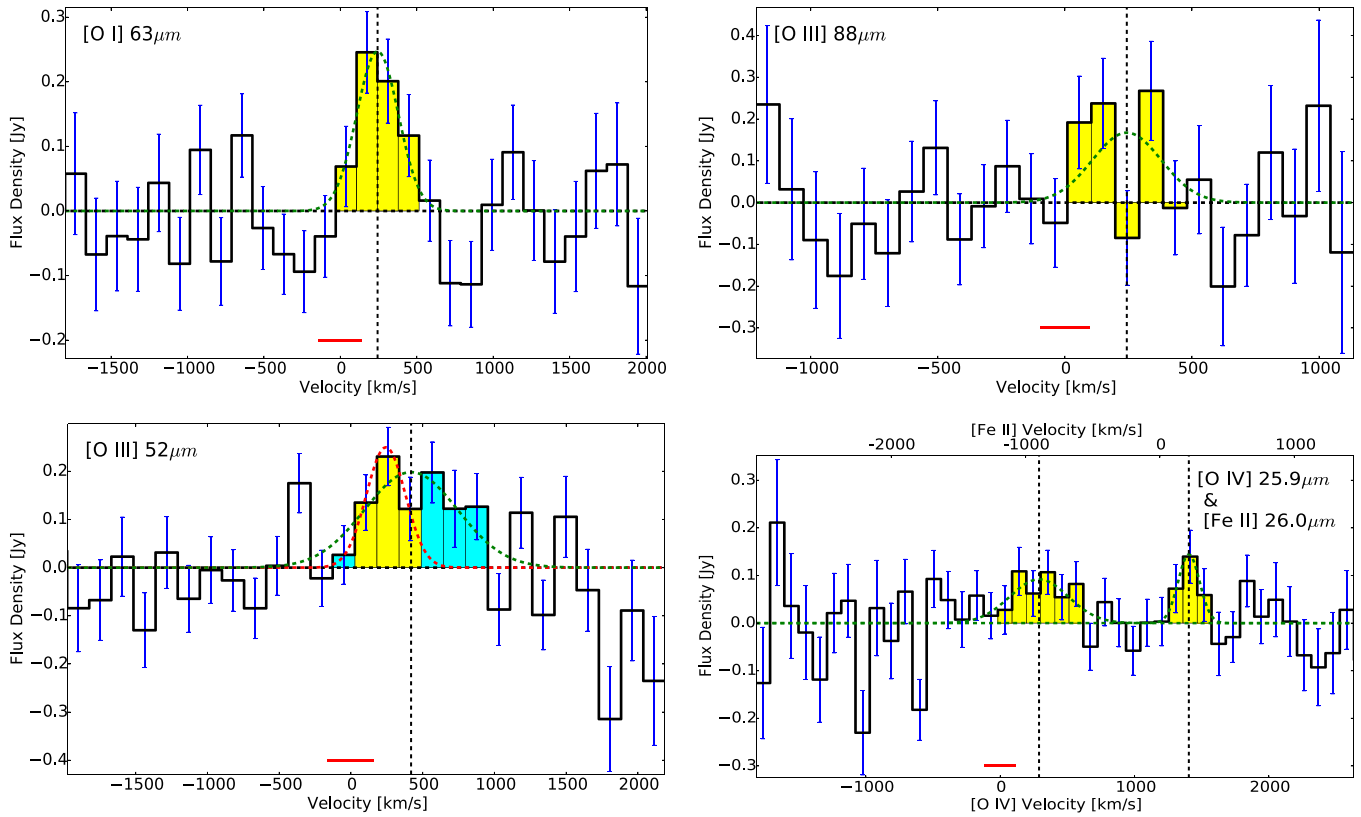 [O I] 63μm
0.3
0.2
0.1
0.0
−0.1
−0.2
Flux Density [Jy]
−1500 −1000 −500 0 500 1000 1500 2000
Velocity [km/s]
[O III] 88μm
0.4
0.3
0.2
0.1
0.0
−0.1
−0.2
−0.3
Flux Density [Jy]
−1000 −500 0 500 1000
Velocity [km/s]
[O III] 52μm
0.2
0.1
0.0
−0.1
−0.2
−0.3
−0.4
Flux Density [Jy]
−1500 −1000 −500 0 500 1000 1500 2000
Velocity [km/s]
[Fe II] Velocity [km/s]
-2000 -1000 0 1000
[O IV] 25.9μm
&
[Fe II] 26.0μm
0.3
0.2
0.1
0.0
−0.1
−0.2
−0.3
Flux Density [Jy]
−1000 0 1000 2000
[O IV] Velocity [km/s]